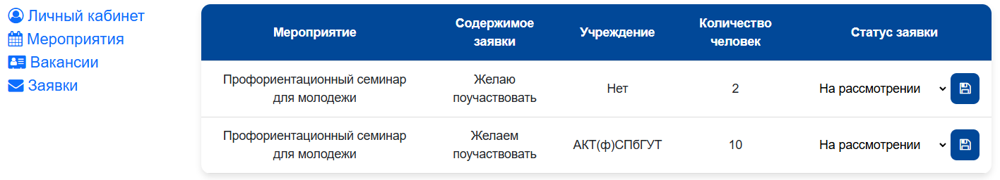 Личный кабинет
Мероприятия
Вакансии
Заявки
Мероприятие
Содержимое
заявки
Учреждение
Количество
человек
Статус заявки
Профориентационный семинар
для молодежи
Желаю
поучаствовать
Нет
2
На рассмотрении
Профориентационный семинар
для молодежи
Желаем
поучаствовать
АКТ(ф)СПбГУТ
10
На рассмотрении